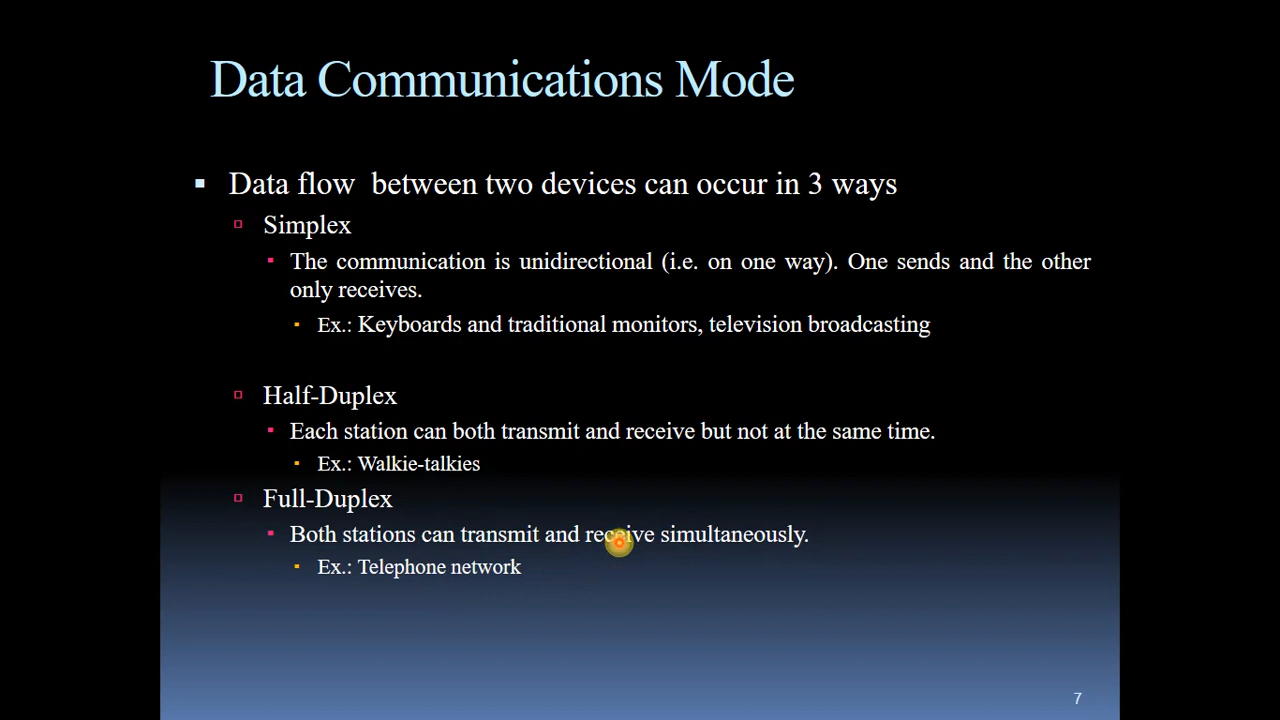 Data Communications Mode
Data flow between two devices can occur in 3 ways
Simplex
The communication is unidirectional (i.e. on one way). One sends and the other
only receives.
Ex.: Keyboards and traditional monitors, television broadcasting
Half-Duplex
Each station can both transmit and receive but not at the same time.
Ex.: Walkie-talkies
Full-Duplex
Both stations can transmit and receive simultaneously.
Ex.: Telephone network
7